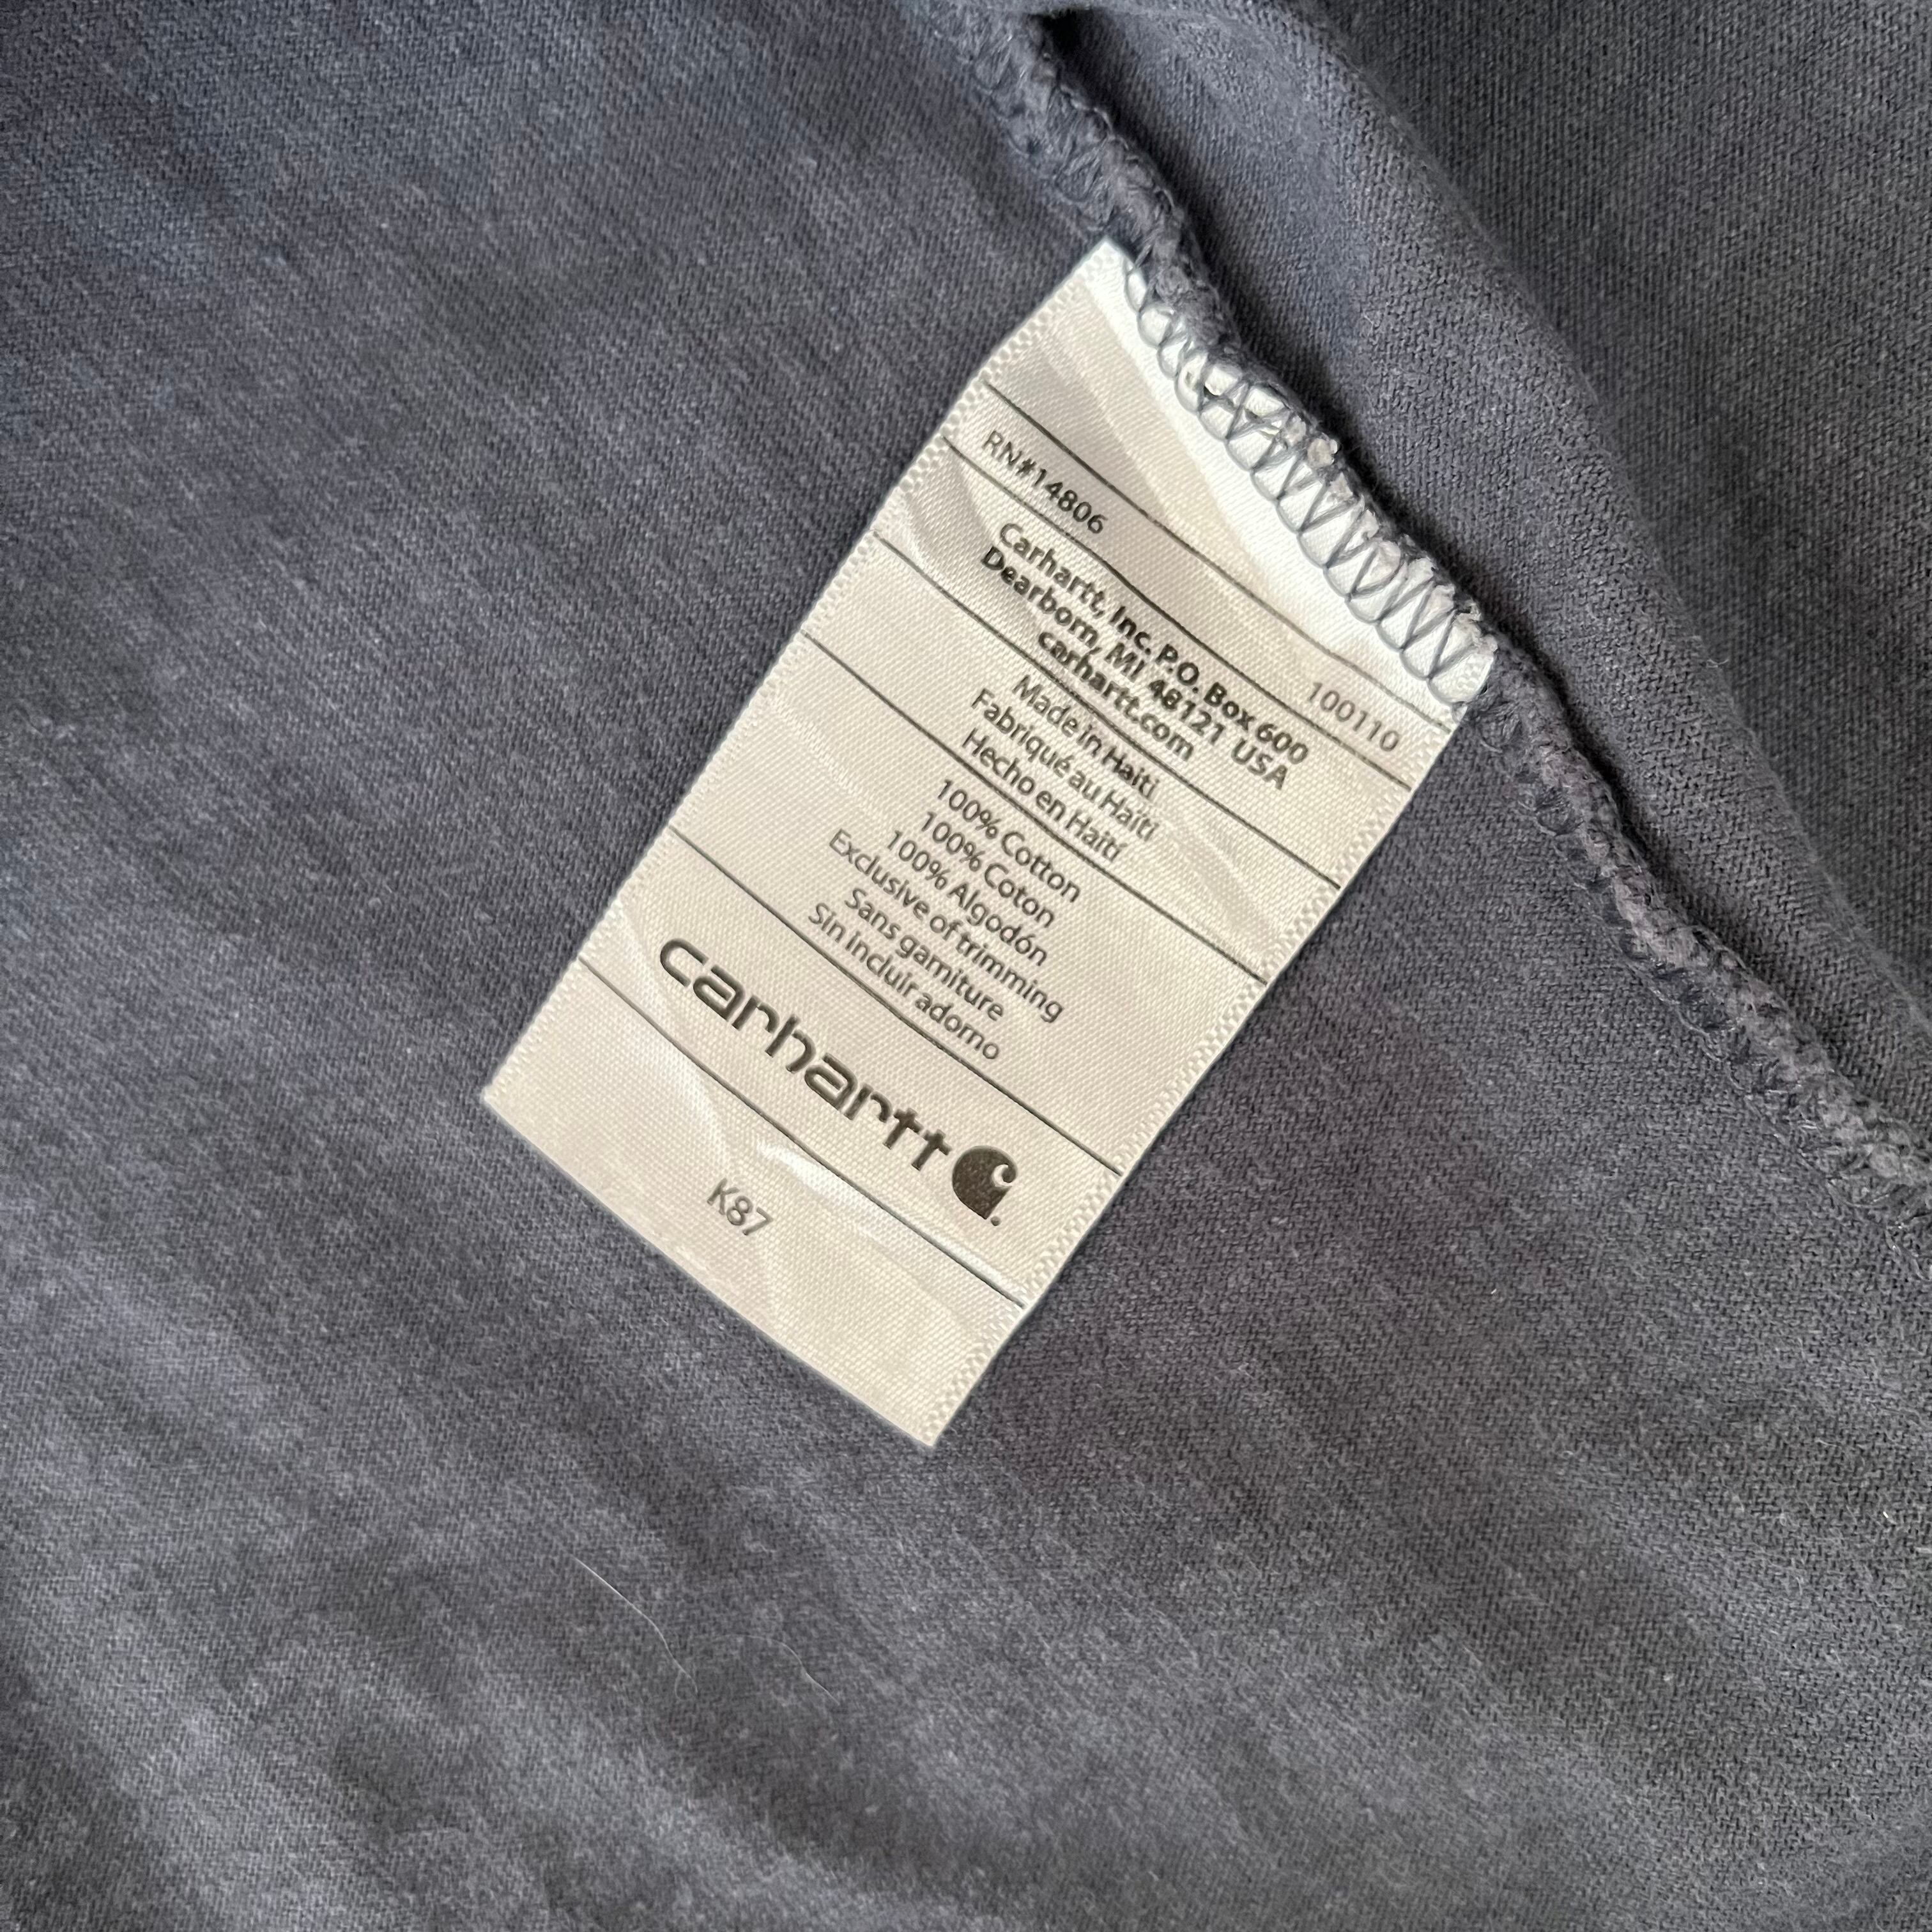 RN#14806 100110
Carhartt, Inc. P.O. Box 600
Dearborn, MI 48121 USA
carhartt.com
Made in Haiti
Fabriqué au Haïti
Hecho en Haití
100% Cotton
100% Coton
100% Algodón
Exclusive of trimming
Sans garniture
Sin incluir adorno
carhartt
K87